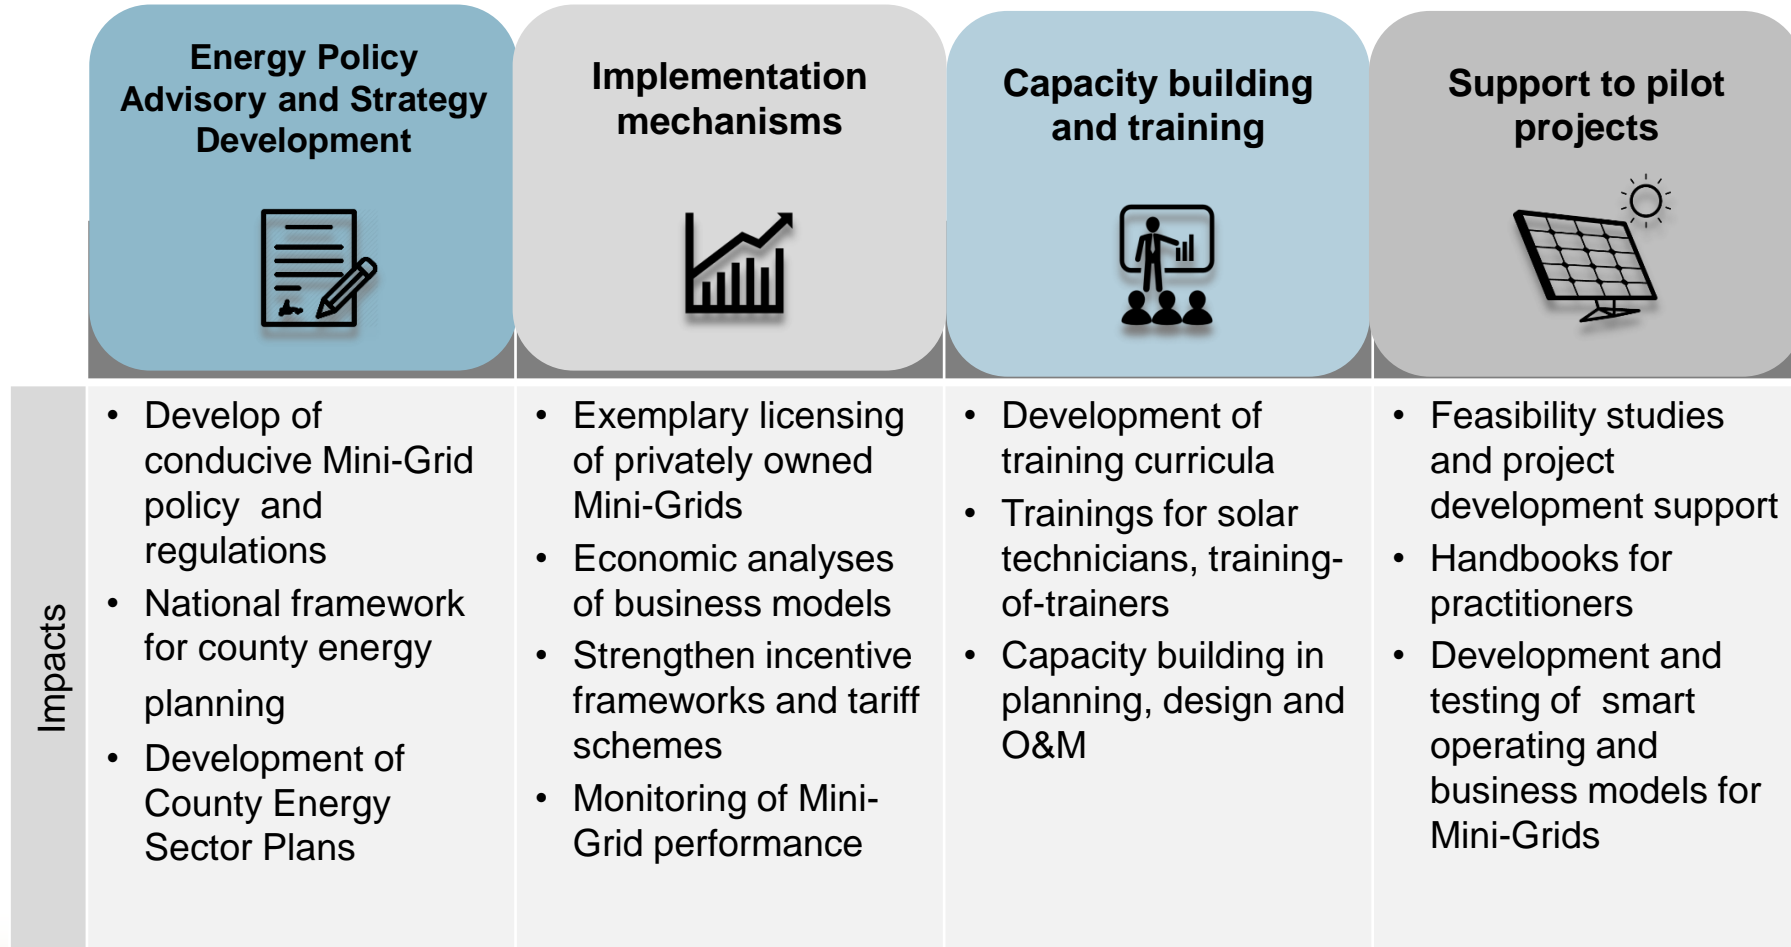 Energy Policy
Advisory and Strategy
Development
Implementation
mechanisms
Capacity building
and training
Support to pilot
projects
Impacts
• Develop of
conducive Mini-Grid
policy and
regulations
• National framework
for county energy
planning
• Development of
County Energy
Sector Plans
• Exemplary licensing
of privately owned
Mini-Grids
• Economic analyses
of business models
• Strengthen incentive
frameworks and tariff
schemes
• Monitoring of Mini-
Grid performance
• Development of
training curricula
• Trainings for solar
technicians, training-
of-trainers
• Capacity building in
planning, design and
O&M
• Feasibility studies
and project
development support
• Handbooks for
practitioners
• Development and
testing of smart
operating and
business models for
Mini-Grids